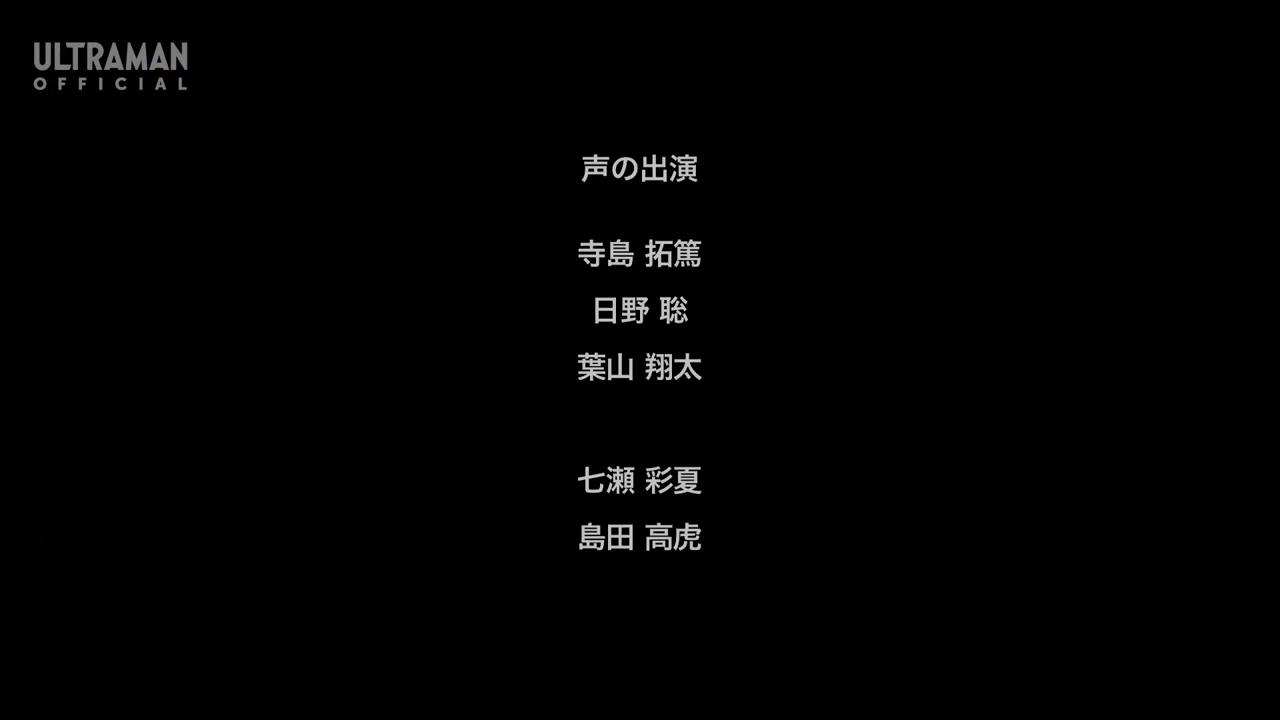 ULTRAMAN
OFFICIAL
声の出演
寺島 拓篤
日野 聡
葉山 翔太
七瀬 彩夏
島田 高虎